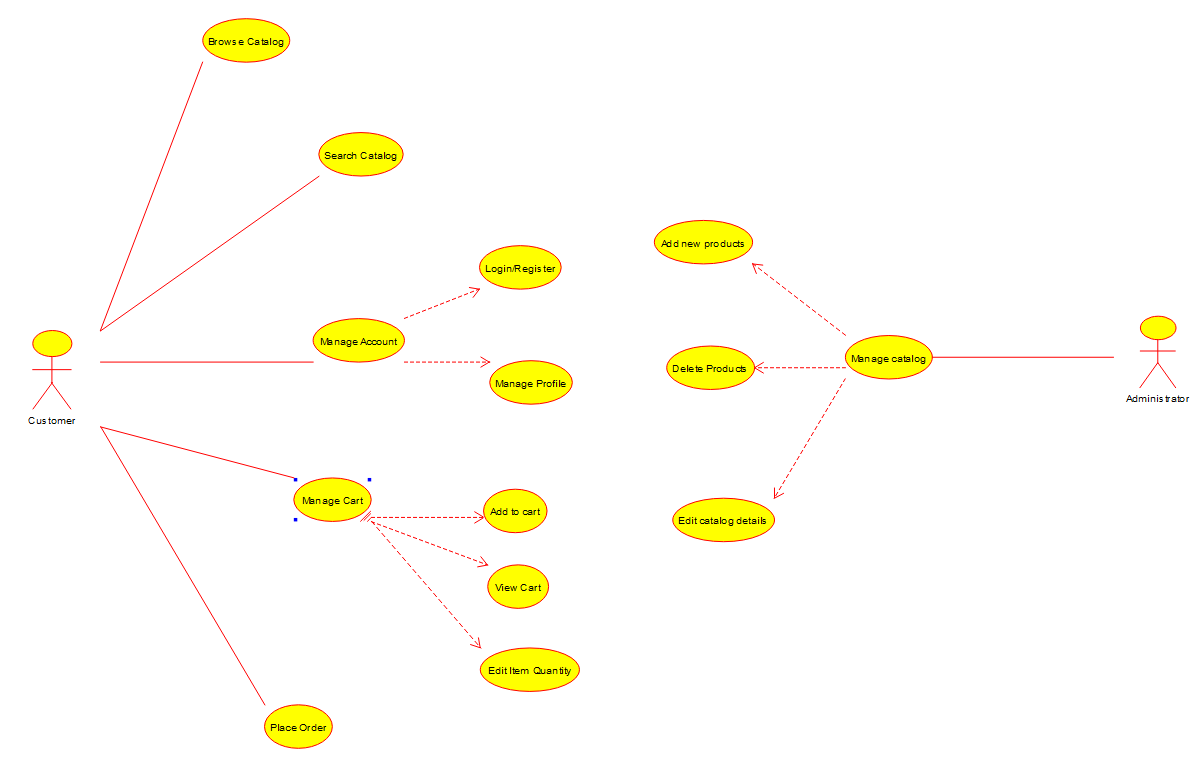 Browse Catalog
Search Catalog
Add new products
Login/Register
Manage Account
Manage catalog
Delete Products
Manage Profile
Administrator
Customer
Manage Cart
Add to cart
Edit catalog details
View Cart
Edit Item Quantity
Place Order